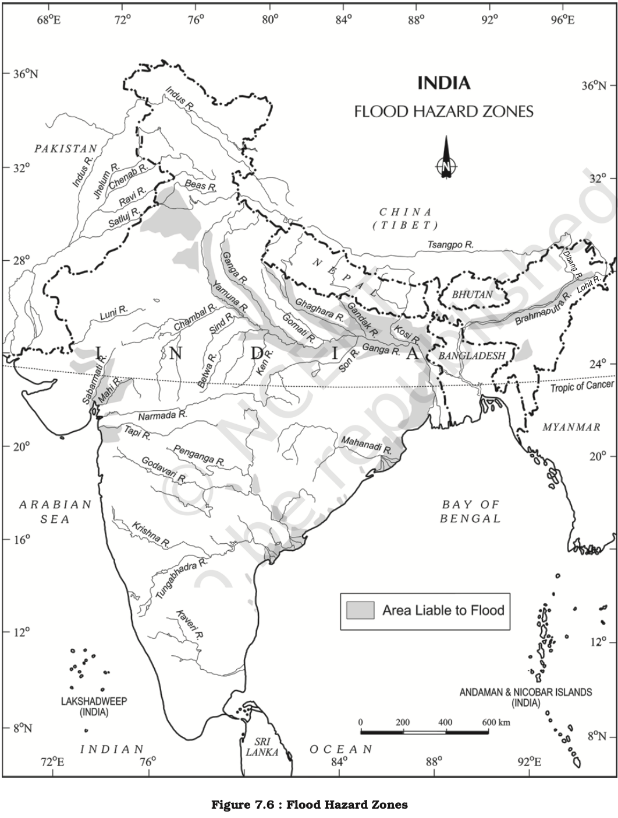 68°E 72° 76° 80° 84° 88° 92° 96°E
36°N
36°N
INDIA
FLOOD HAZARD ZONES
N
Indus R.
PAKISTAN
Indus R.
Jhelum R.
Chenab R.
Ravi R.
Satluj R.
Beas R.
32°
32°
CHINA
(TIBET)
Tsangpo R.
Dibang R.
Lohit R.
Brahmaputra R.
28°
28°
NEPA
BHUTAN
Ganga R.
Yamuna R.
Ghaghara R.
Gandak R.
Kosi R.
Gomati R.
Luni R.
Chambal R.
Sind R.
Betwa R.
Ken R.
Son R.
Ganga R.
BANGLADESH
INDIA
24°
24°
Tropic of Cancer
Sabarmati R.
Mahi R.
Narmada R.
Tapi R.
Penganga R.
Godavari R.
Mahanadi R.
MYANMAR
20°
20°
ARABIAN
SEA
BAY OF
BENGAL
Krishna R.
Tungabhadra R.
Kaveri R.
16°
16°
Area Liable to Flood
12°
12°
LAKSHADWEEP
(INDIA)
ANDAMAN & NICOBAR ISLANDS
(INDIA)
0 200 400 600 km
8°N
8°N
INDIAN OCEAN
SRI
LANKA
72°E 76° 84° 88° 92°E
© NCERT
be republished
Figure 7.6 : Flood Hazard Zones